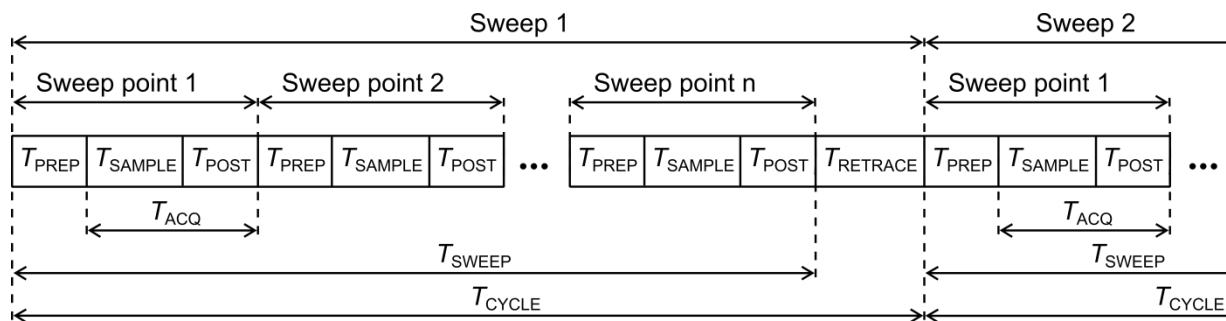 Sweep 1 Sweep 2
Sweep point 1 Sweep point 2 Sweep point n Sweep point 1
TPREP TSAMPLE TPOST TPREP TSAMPLE TPOST ••• TPREP TSAMPLE TPOST TRETRACE TPREP TSAMPLE TPOST •••
TACQ TACQ
TSWEEP TSWEEP
TCYCLE TCYCLE